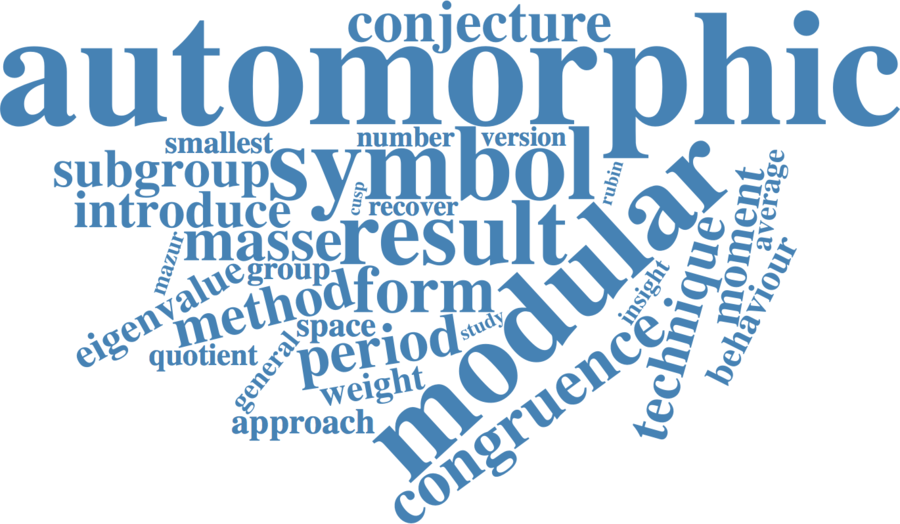 conjecture
automorphic
smallest
number
version
subgroup
symbol
rubin
introduce
cusp
recover
modular
average
moment
masse
result
mazur
eigenvalue
group
method
form
insight
technique
behaviour
quotient
space
period
study
general
weight
congruence
approach